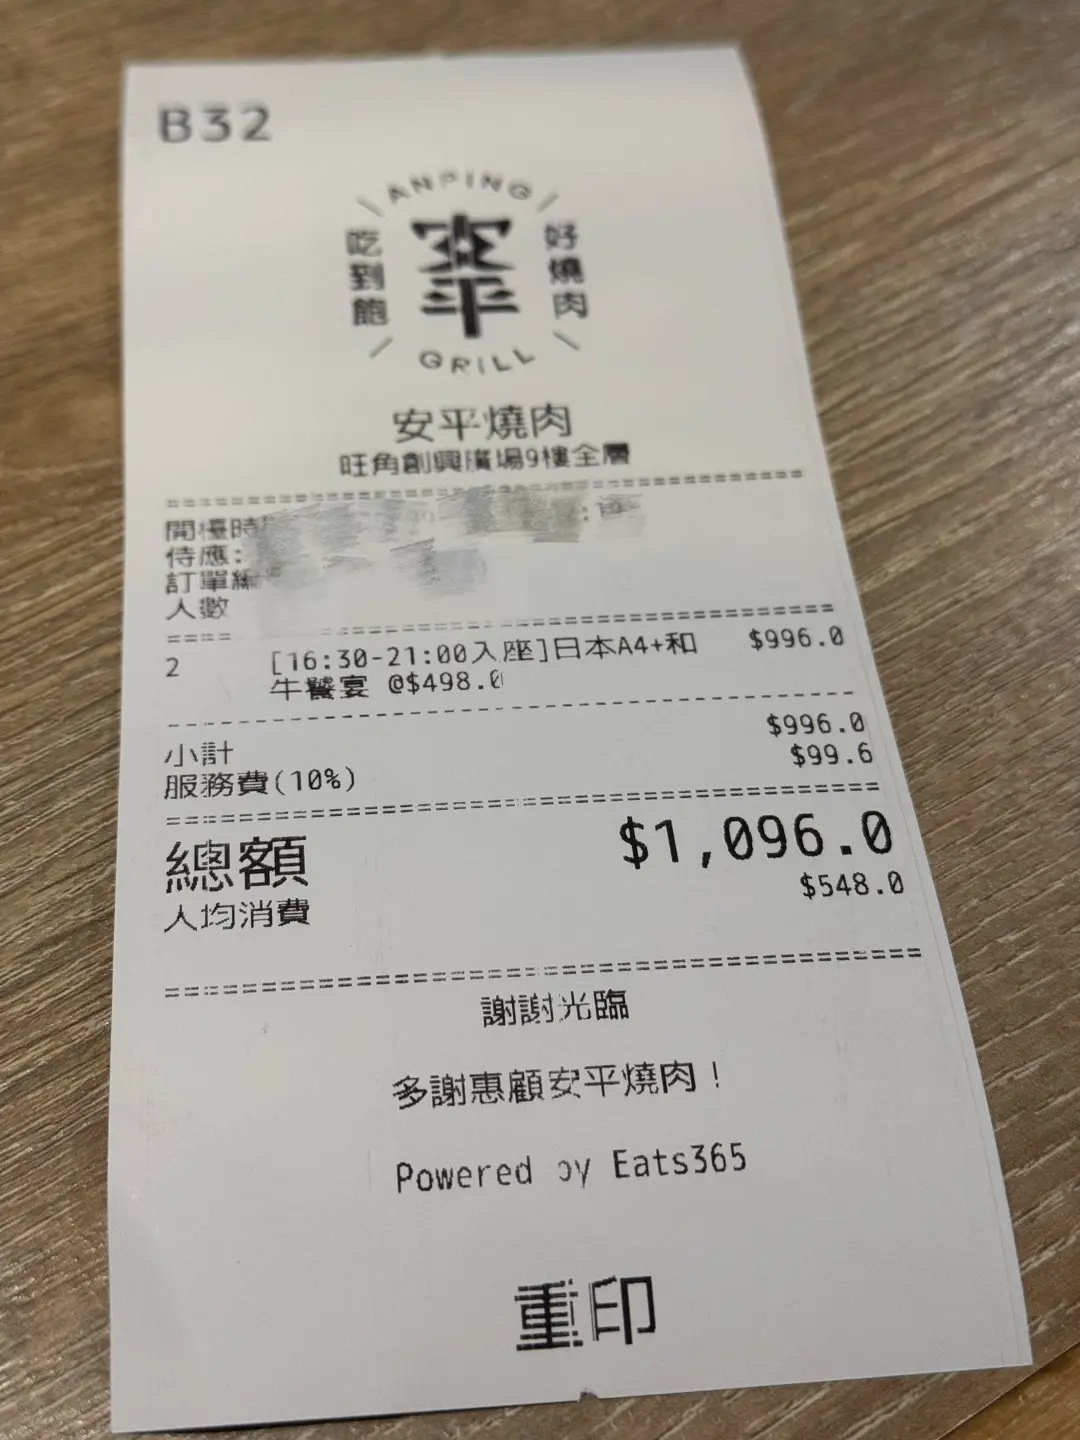 B32
ANPING
吃到飽
安平
好燒肉
GRILL
安平燒肉
旺角創興廣場9樓全層
開檯時
侍應:
訂單編
人數
2 [16:30-21:00入座]日本A4+和 $996.0
牛饗宴 @$498.0
小計 $996.0
服務費(10%) $99.6
總額 $1,096.0
人均消費 $548.0
謝謝光臨
多謝惠顧安平燒肉!
Powered by Eats365
重印